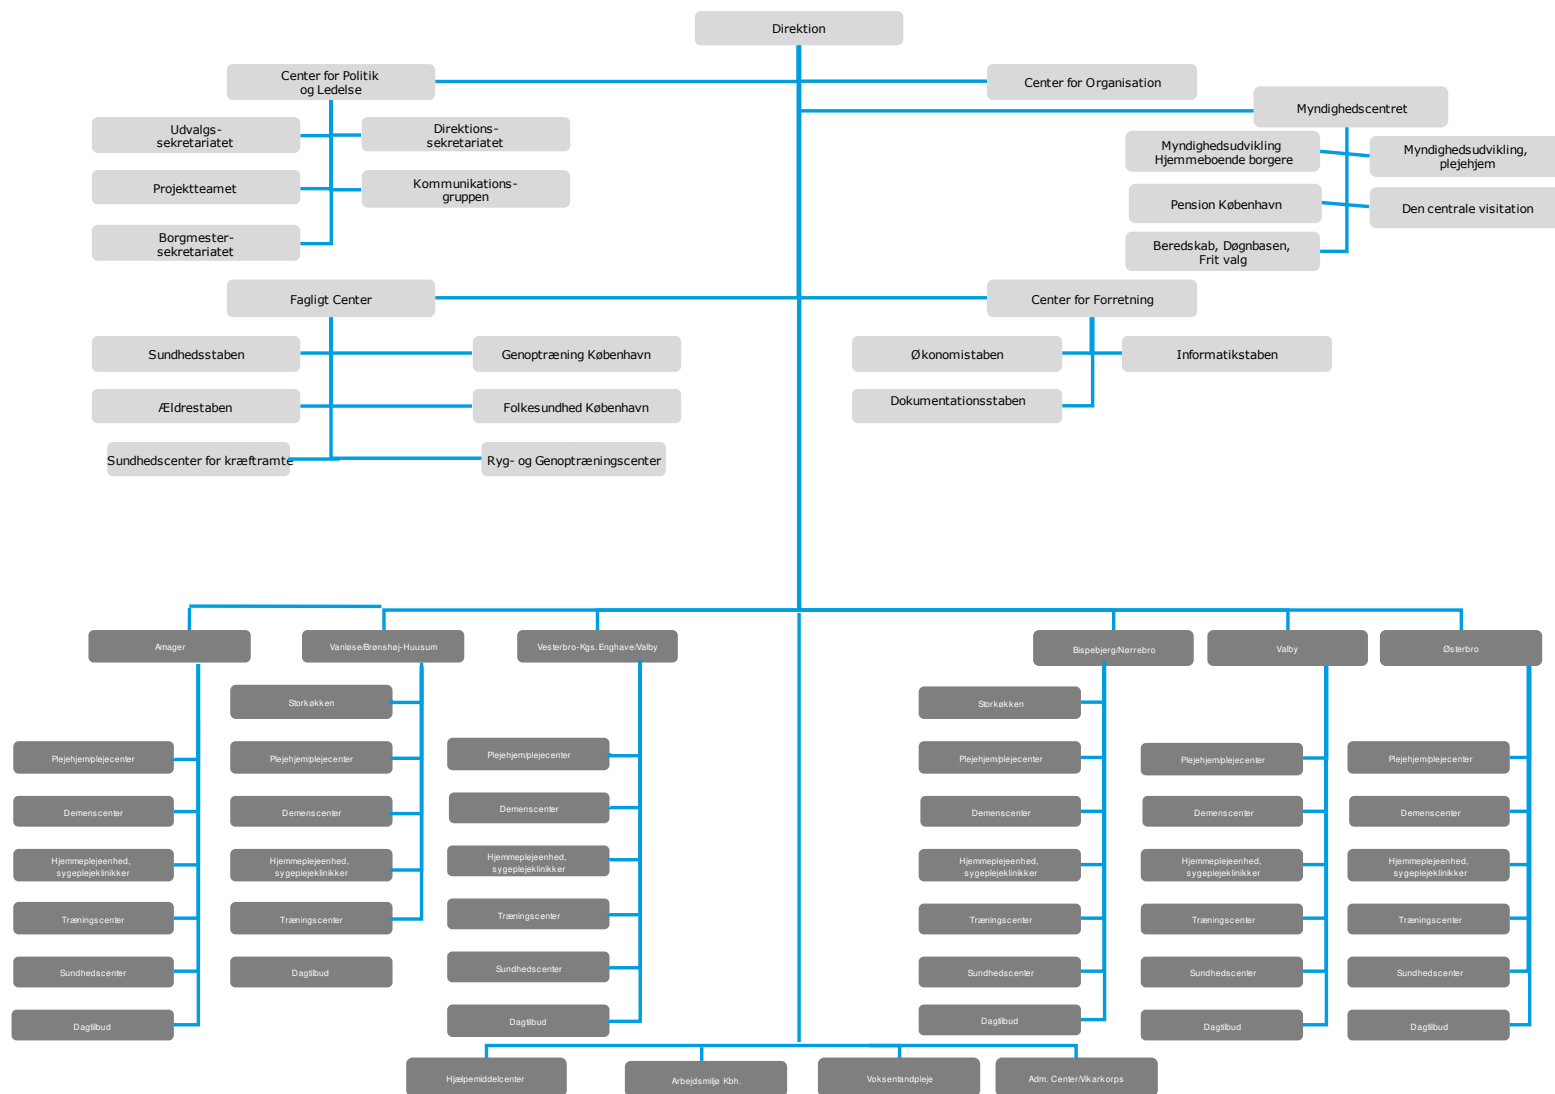 Direktion
Center for Politik
og Ledelse
Center for Organisation
Myndighedscentret
Udvalgs-
sekretariatet
Direktions-
sekretariatet
Projektteamet
Kommunikations-
gruppen
Borgmester-
sekretariatet
Myndighedsudvikling
Hjemmeboende borgere
Myndighedsudvikling,
plejehjem
Pension København
Den centrale visitation
Beredskab, Døgnbasen,
Frit valg
Fagligt Center
Center for Forretning
Sundhedsstaben
Genoptræning København
Økonomistaben
Informatikstaben
Ældrestaben
Folkesundhed København
Dokumentationsstaben
Sundhedscenter for kræftramte
Ryg- og Genoptræningscenter
Amager
Plejehjem/plejecenter
Demenscenter
Hjemmeplejeenhed,
sygeplejeklinikker
Træningscenter
Sundhedscenter
Dagtilbud
Vanløse/Brønshøj-Huusum
Storkøkken
Plejehjem/plejecenter
Demenscenter
Hjemmeplejeenhed,
sygeplejeklinikker
Træningscenter
Dagtilbud
Vesterbro-Kgs. Enghave/Valby
Plejehjem/plejecenter
Demenscenter
Hjemmeplejeenhed,
sygeplejeklinikker
Træningscenter
Sundhedscenter
Dagtilbud
Bispebjerg/Nørrebro
Storkøkken
Plejehjem/plejecenter
Demenscenter
Hjemmeplejeenhed,
sygeplejeklinikker
Træningscenter
Sundhedscenter
Dagtilbud
Valby
Plejehjem/plejecenter
Demenscenter
Hjemmeplejeenhed,
sygeplejeklinikker
Træningscenter
Sundhedscenter
Dagtilbud
Østerbro
Plejehjem/plejecenter
Demenscenter
Hjemmeplejeenhed,
sygeplejeklinikker
Træningscenter
Sundhedscenter
Dagtilbud
Hjælpemiddelcenter
Arbejdsmiljø Kbh.
Voksentandpleje
Adm. Center/Vikarkorps